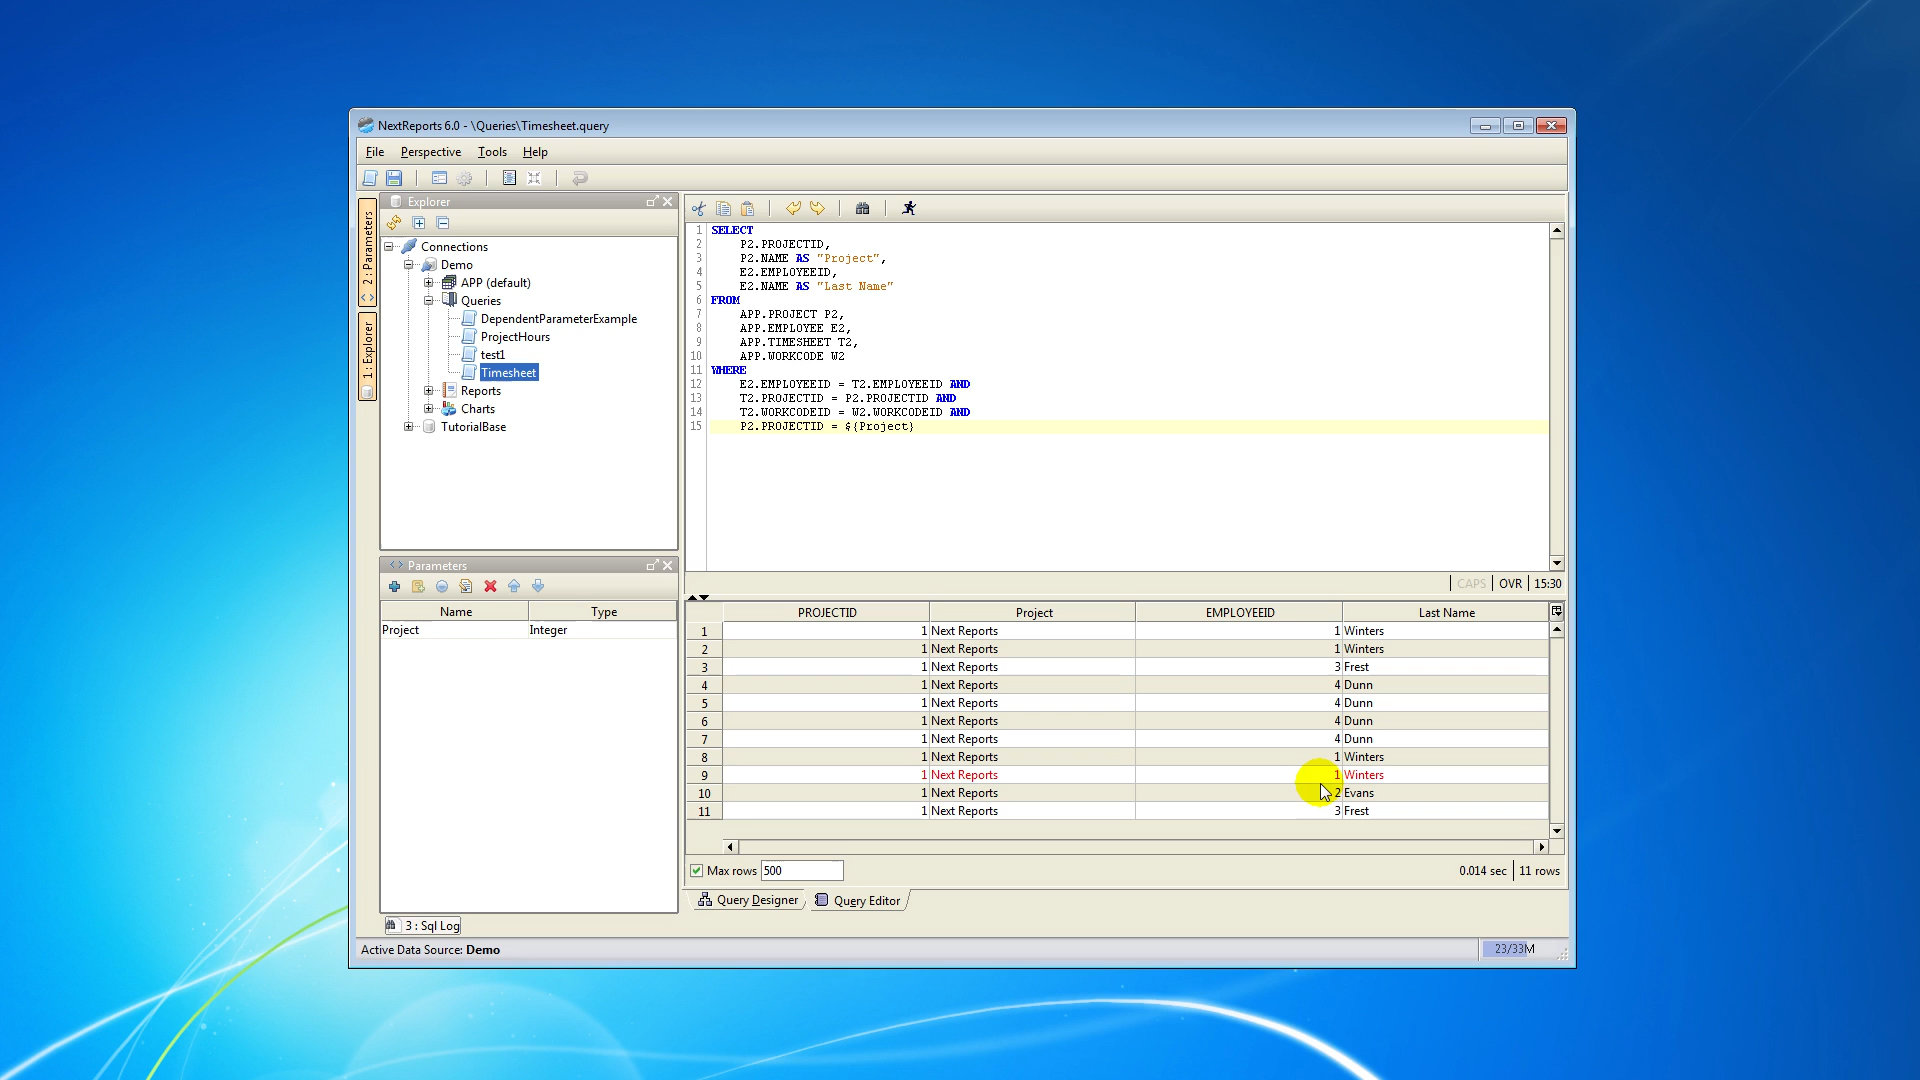 NextReports 6.0 - \Queries\Timesheet.query
File Perspective Tools Help
2 : Parameters
1 : Explorer
Explorer
Connections
Demo
APP (default)
Queries
DependentParameterExample
ProjectHours
test1
Timesheet
Reports
Charts
TutorialBase
Parameters
Name Type
Project Integer
3 : Sql Log
1 SELECT
2 P2.PROJECTID,
3 P2.NAME AS "Project",
4 E2.EMPLOYEEID,
5 E2.NAME AS "Last Name"
6 FROM
7 APP.PROJECT P2,
8 APP.EMPLOYEE E2,
9 APP.TIMESHEET T2,
10 APP.WORKCODE W2
11 WHERE
12 E2.EMPLOYEEID = T2.EMPLOYEEID AND
13 T2.PROJECTID = P2.PROJECTID AND
14 T2.WORKCODEID = W2.WORKCODEID AND
15 P2.PROJECTID = ${Project}
CAPS OVR 15:30
PROJECTID Project EMPLOYEEID Last Name
1 1 Next Reports 1 Winters
2 1 Next Reports 1 Winters
3 1 Next Reports 3 Frest
4 1 Next Reports 4 Dunn
5 1 Next Reports 4 Dunn
6 1 Next Reports 4 Dunn
7 1 Next Reports 4 Dunn
8 1 Next Reports 1 Winters
9 1 Next Reports 1 Winters
10 1 Next Reports 2 Evans
11 1 Next Reports 3 Frest
Max rows 500 0.014 sec 11 rows
Query Designer Query Editor
Active Data Source: Demo 23/33M